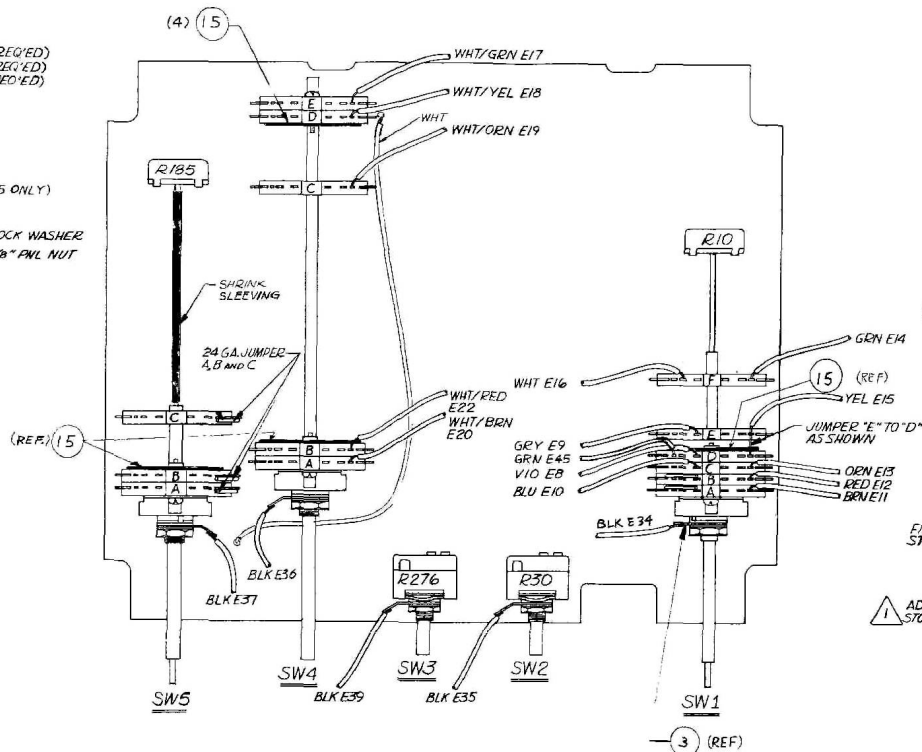 (4) 15
REQ'ED)
REQ'ED)
REQ'ED)
S ONLY)
OCK WASHER
/8" PNL NUT
WHT/GRN E17
E
D
WHT/YEL E18
WHT
WHT/ORN E19
C
R185
SHRINK
SLEEVING
24 GA. JUMPER
A, B AND C
C
(REF.) 15
B
A
WHT/RED
E22
WHT/BRN
E20
B
A
BLK E37
BLK E36
SW5
SW4
R276
BLK E39
SW3
R30
BLK E35
SW2
R10
GRN E14
WHT E16
F
15 (REF)
YEL E15
JUMPER "E" TO "D"
AS SHOWN
GRY E9
GRN E45
VIO E8
BLU E10
E
D
C
B
A
ORN E13
RED E12
BRN E11
BLK E34
SW1
3 (REF)
ST
1
AD
STO